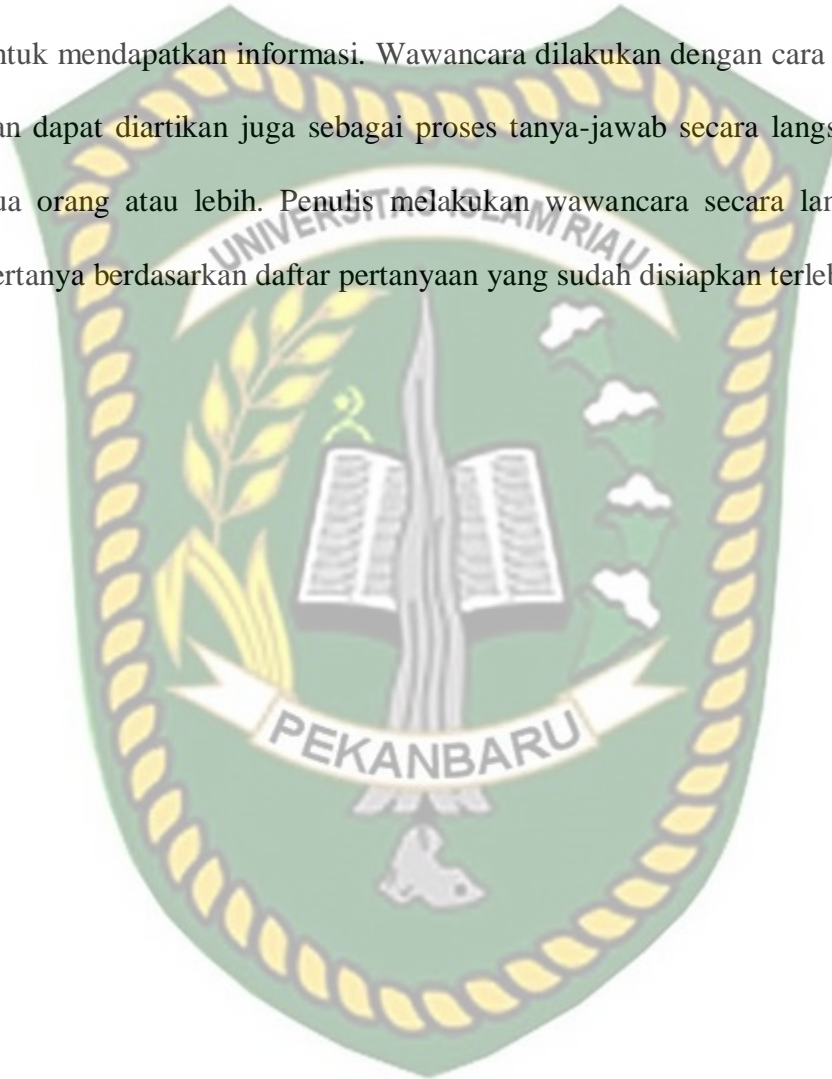 ntuk mendapatkan informasi. Wawancara dilakukan dengan cara
an dapat diartikan juga sebagai proses tanya-jawab secara langs
ua orang atau lebih. Penulis melakukan wawancara secara lan
ertanya berdasarkan daftar pertanyaan yang sudah disiapkan terleb
UNIVERSITAS ISLAM RIAU
PEKANBARU